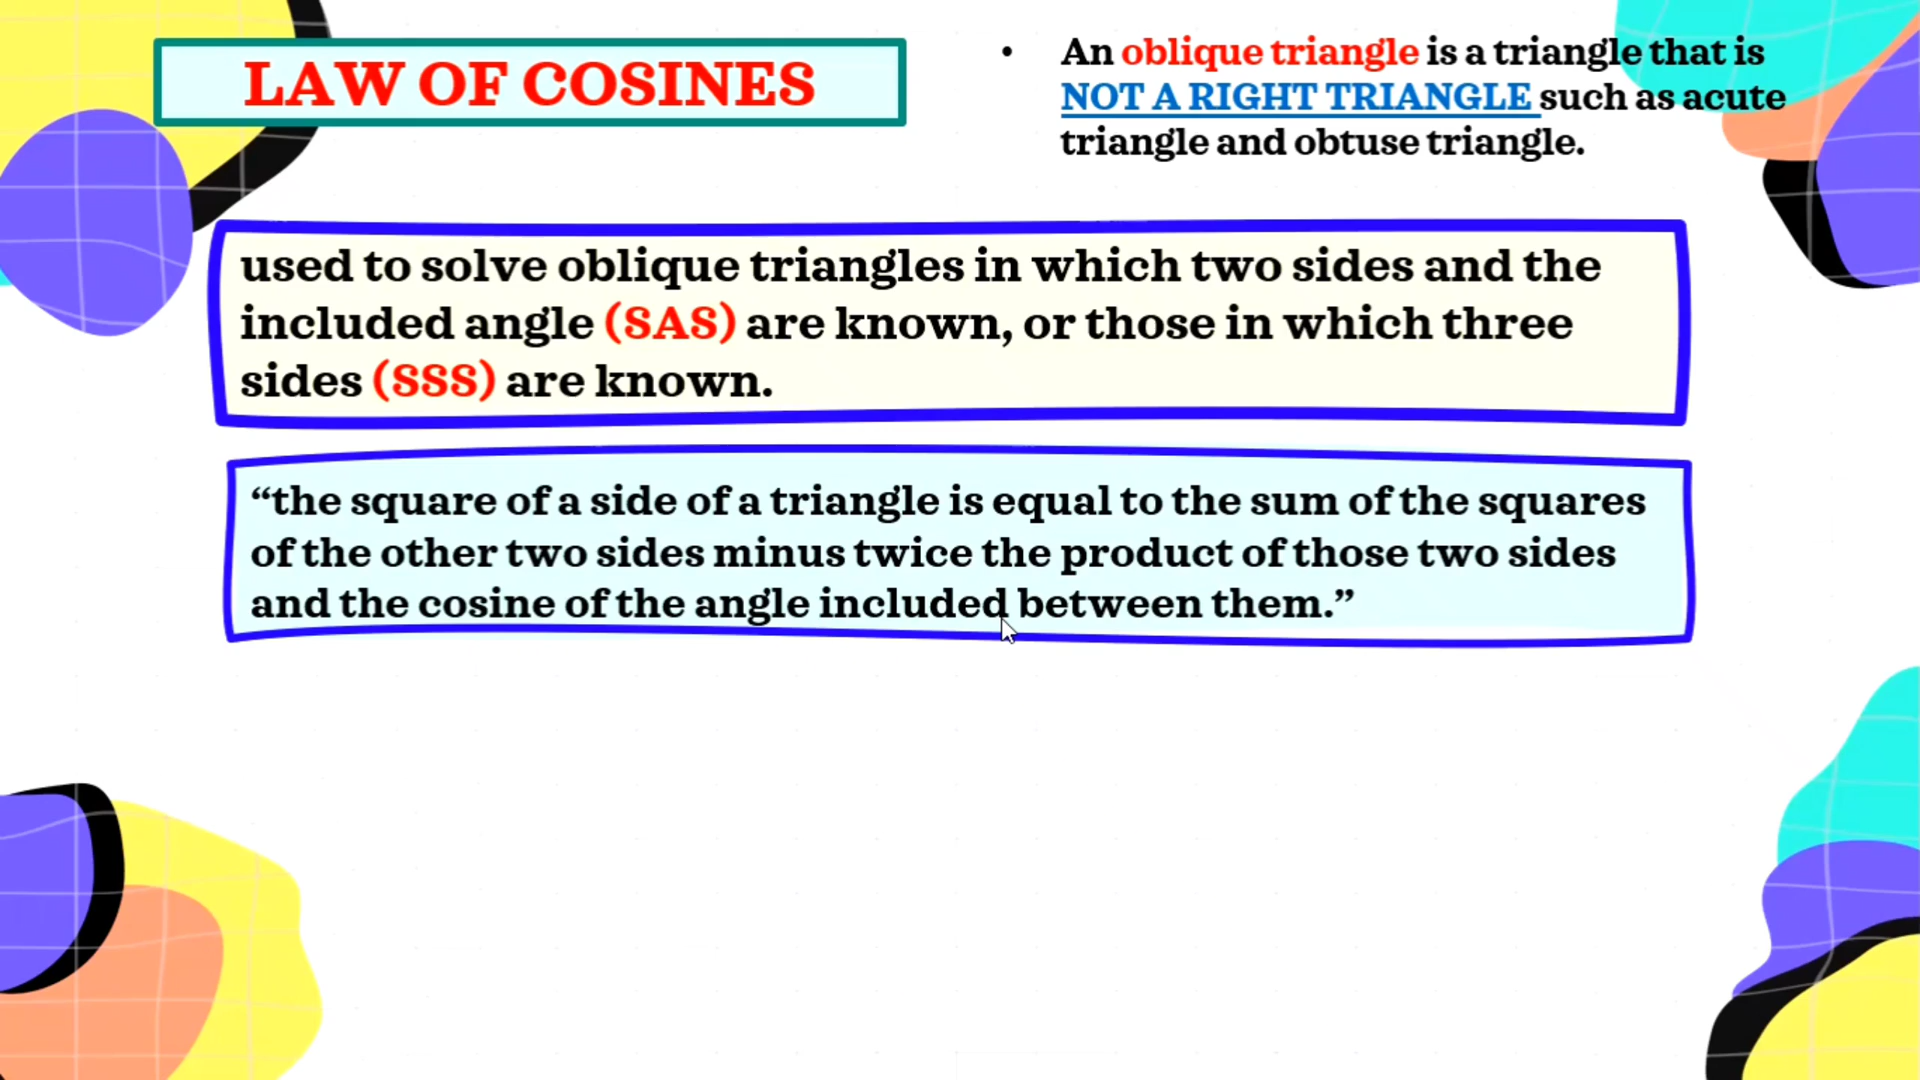 LAW OF COSINES
• An oblique triangle is a triangle that is
NOT A RIGHT TRIANGLE such as acute
triangle and obtuse triangle.
used to solve oblique triangles in which two sides and the
included angle (SAS) are known, or those in which three
sides (SSS) are known.
“the square of a side of a triangle is equal to the sum of the squares
of the other two sides minus twice the product of those two sides
and the cosine of the angle included between them.”